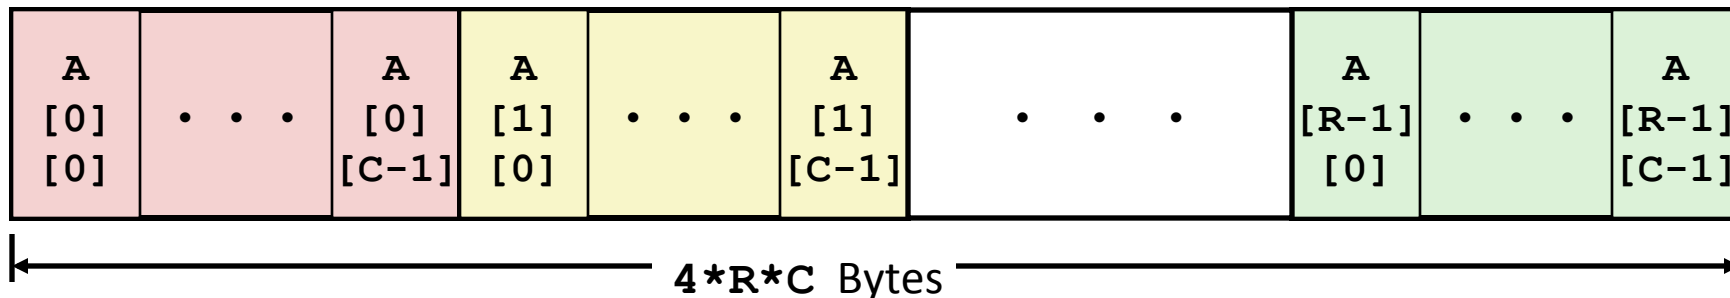 A A A A A A
[0] • • • [0] [1] • • • [1] • • • [R-1] • • • [R-1]
[0] [C-1] [0] [C-1] [0] [C-1]
4*R*C Bytes